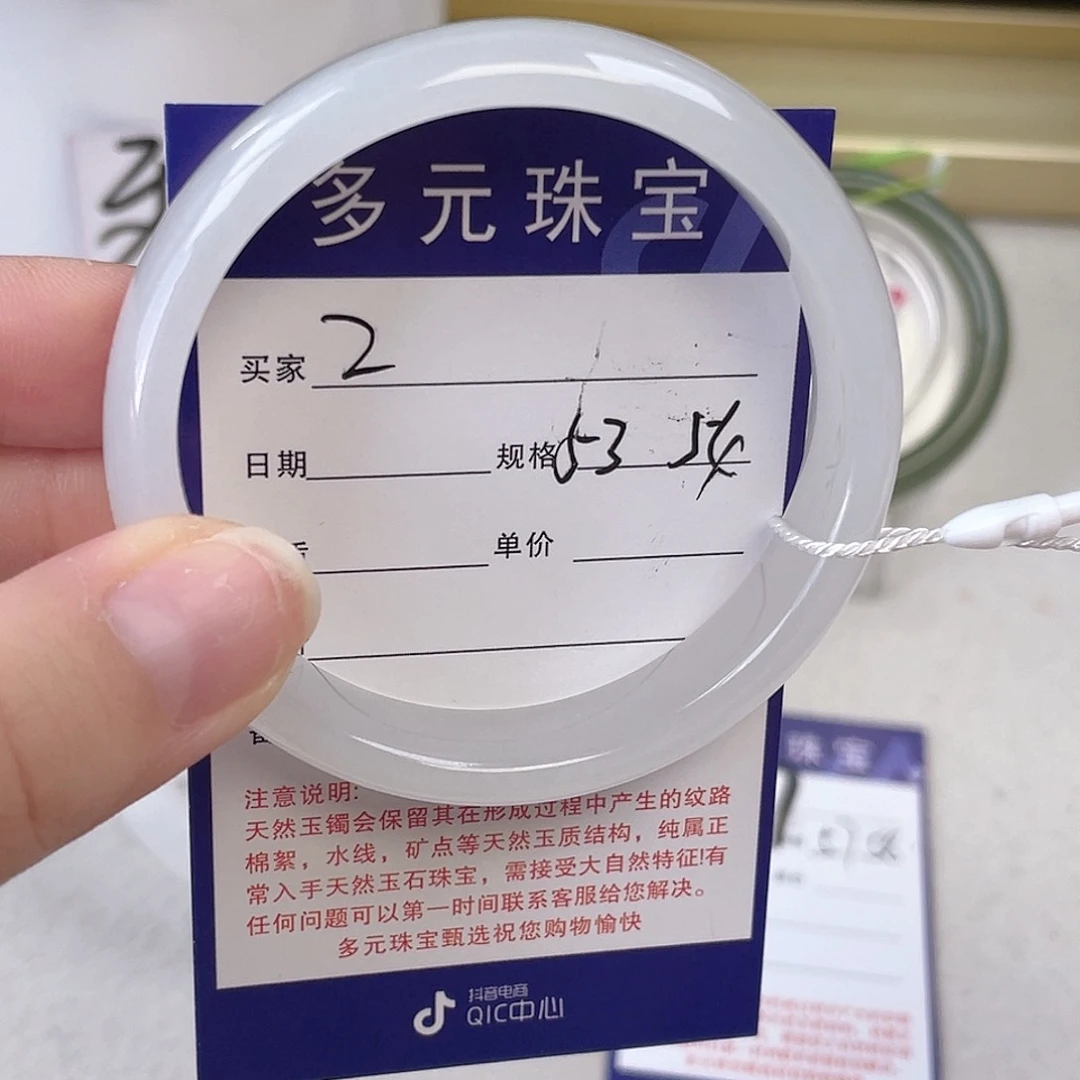 多元珠宝
买家 2
日期 规格 53 54
单价
注意说明:
天然玉镯会保留其在形成过程中产生的纹路
棉絮，水线，矿点等天然玉质结构，纯属正
常入手天然玉石珠宝，需接受大自然特征!有
任何问题可以第一时间联系客服给您解决。
多元珠宝甄选祝您购物愉快
抖音电商
QIC中心
珠宝